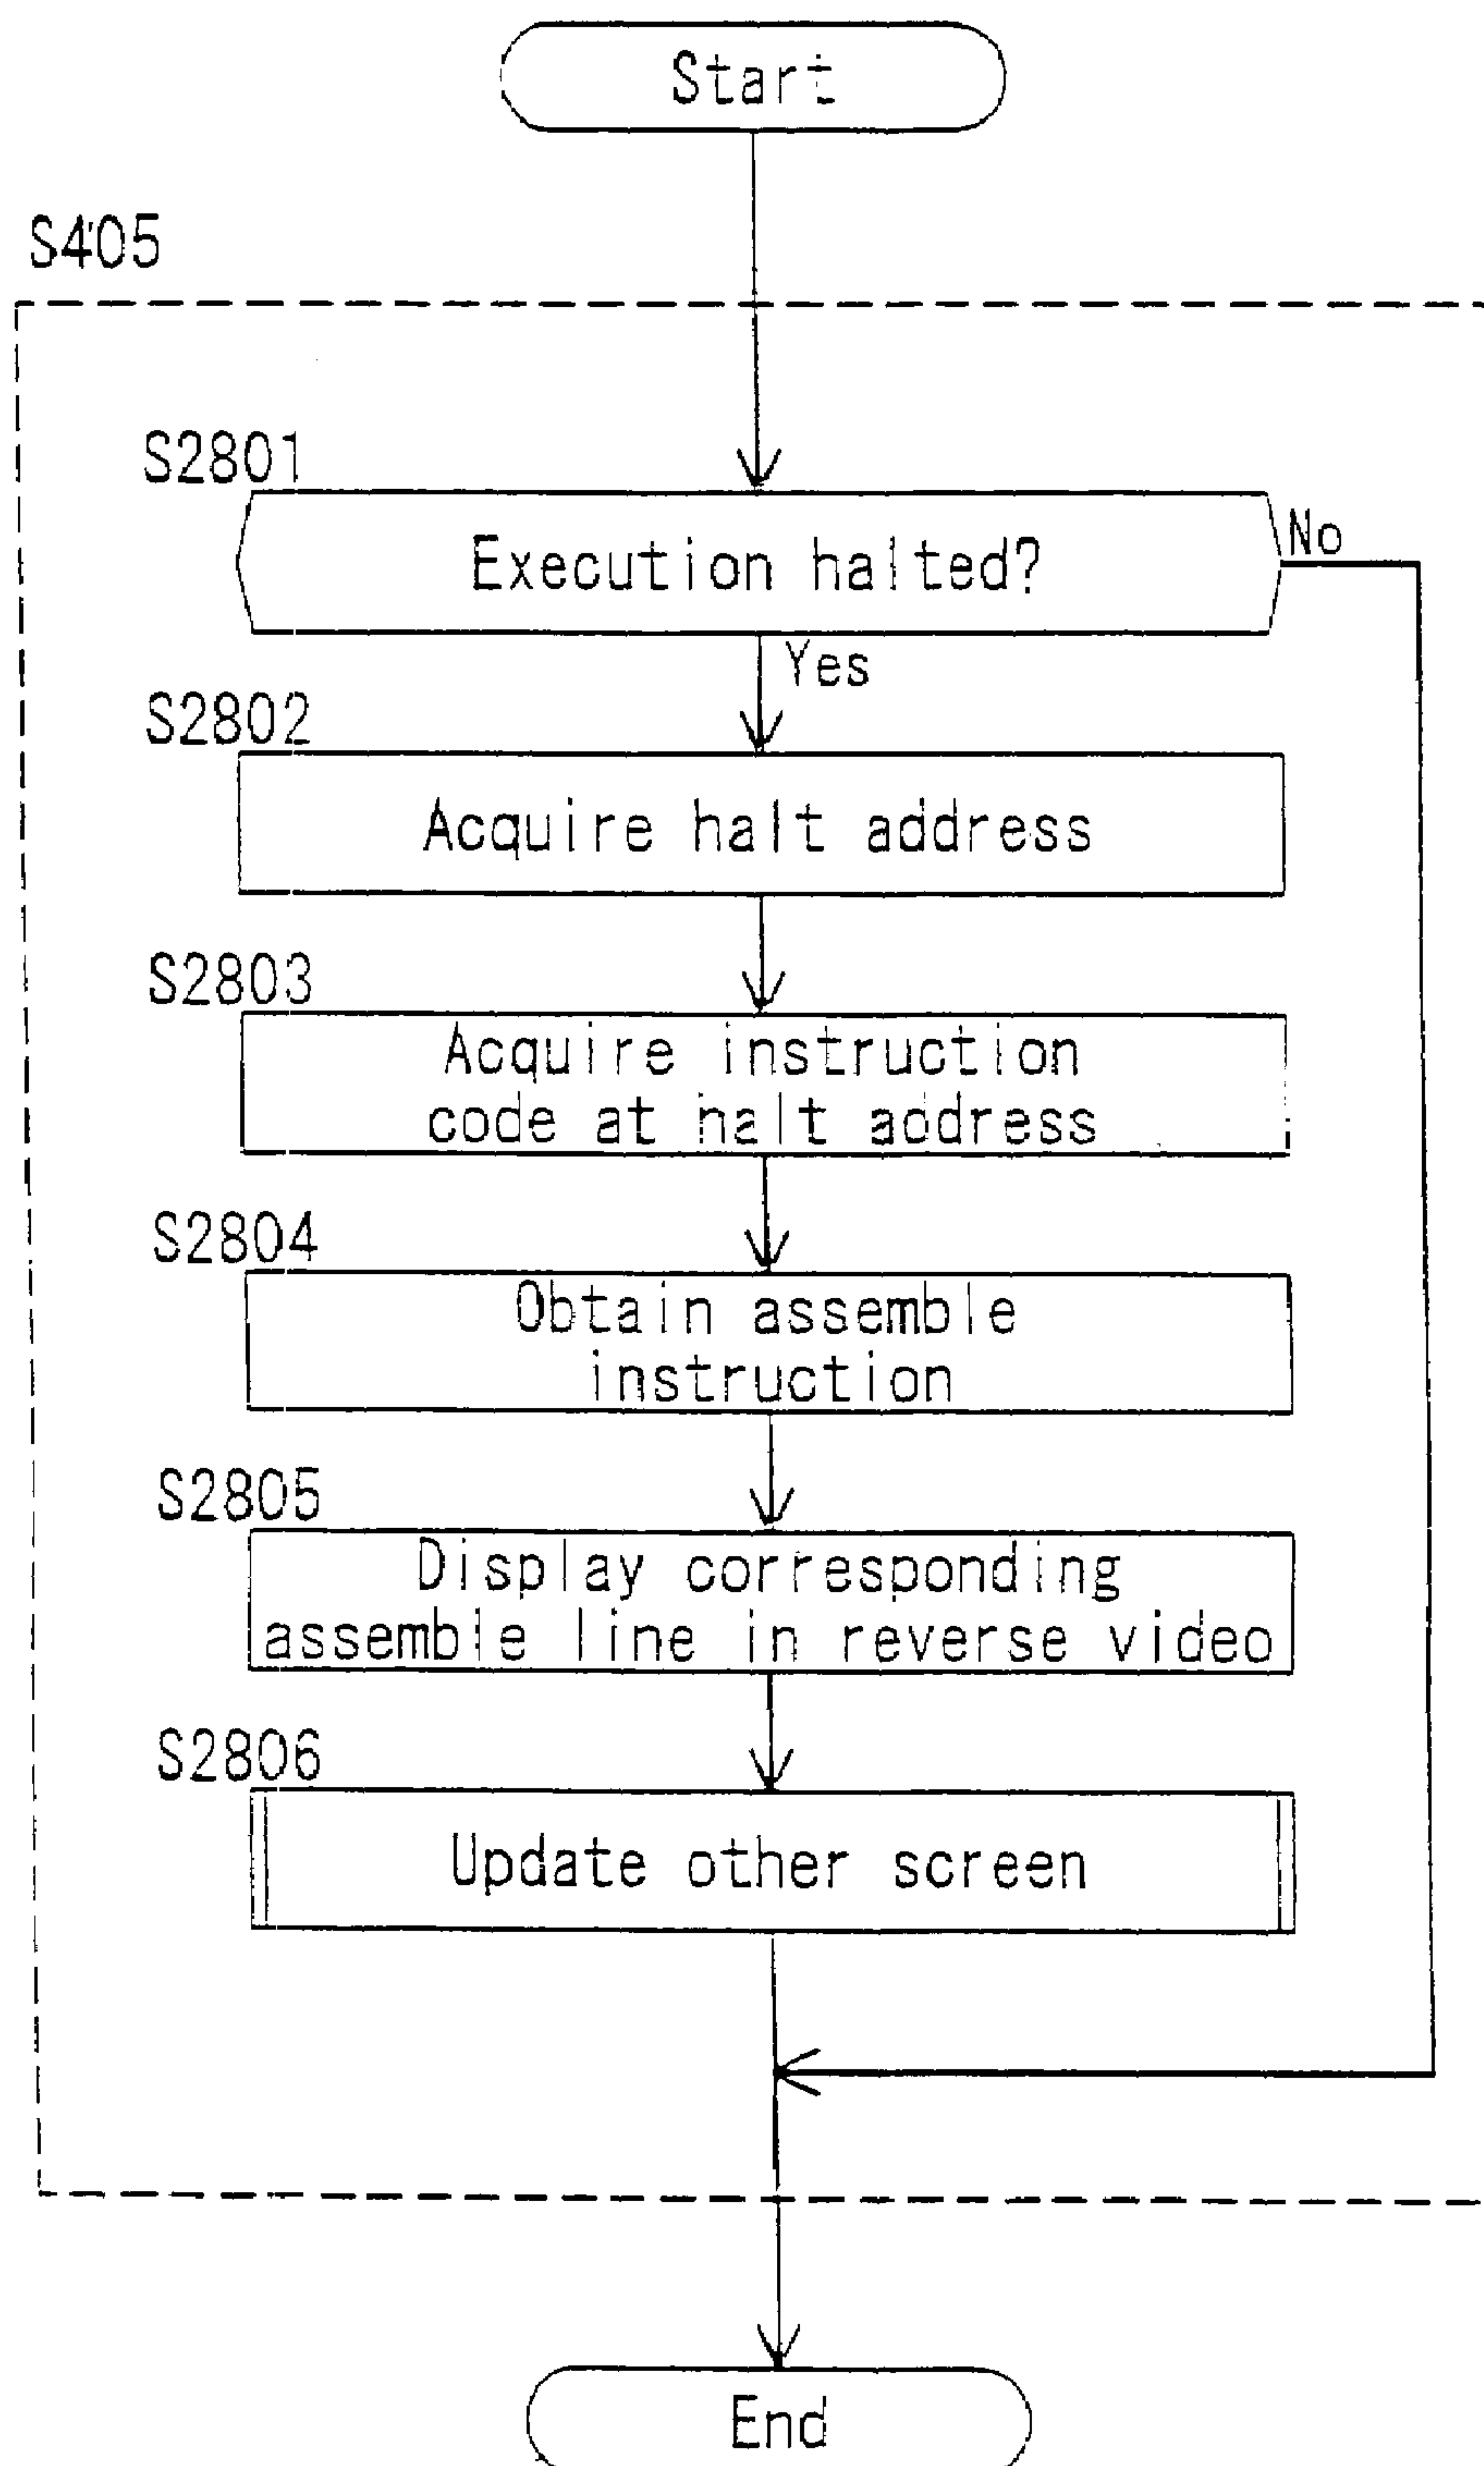 Start
S405
S2801
Execution halted?
No
Yes
S2802
Acquire halt address
S2803
Acquire instruction
code at halt address
S2804
Obtain assemble
instruction
S2805
Display corresponding
assemble line in reverse video
S2806
Update other screen
End